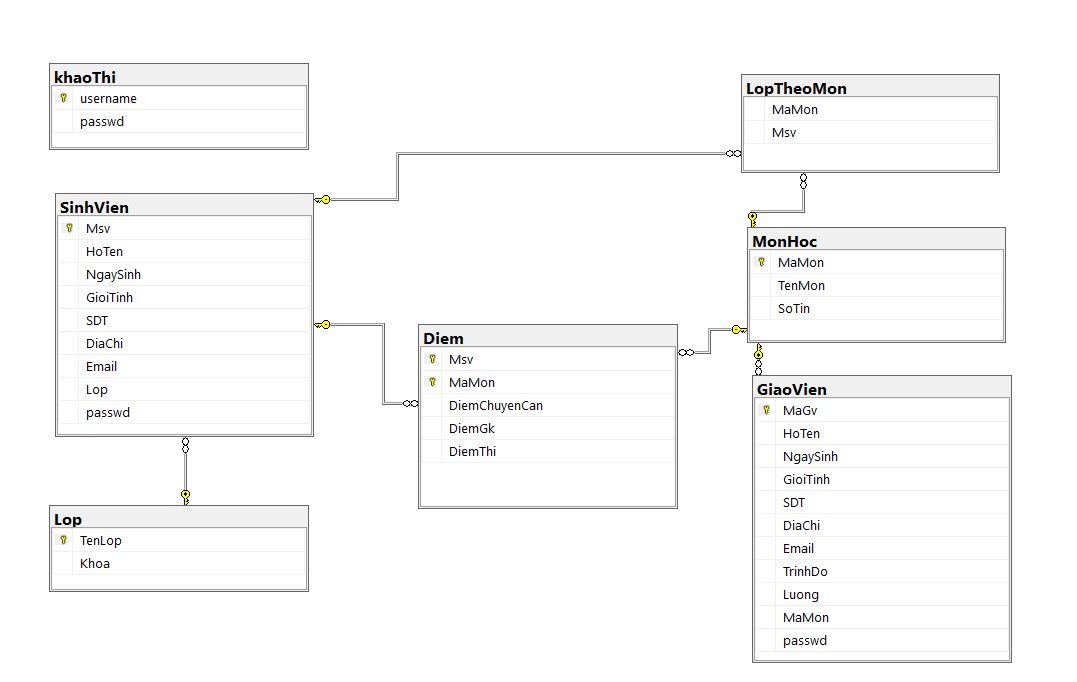 khaoThi
username
passwd
LopTheoMon
MaMon
Msv
SinhVien
Msv
HoTen
NgaySinh
GioiTinh
SDT
DiaChi
Email
Lop
passwd
MonHoc
MaMon
TenMon
SoTin
Diem
Msv
MaMon
DiemChuyenCan
DiemGk
DiemThi
GiaoVien
MaGv
HoTen
NgaySinh
GioiTinh
SDT
DiaChi
Email
TrinhDo
Luong
MaMon
passwd
Lop
TenLop
Khoa